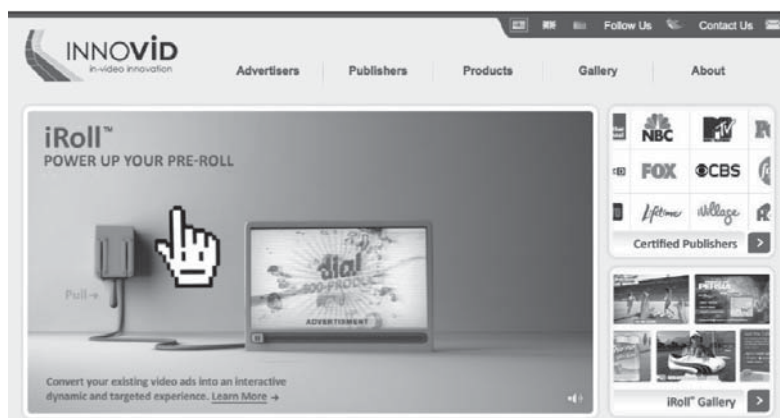 Follow Us Contact Us
INNOViD
in-video innovation
Advertisers Publishers Products Gallery About
iRoll™
POWER UP YOUR PRE-ROLL
Pull →
dial
ADVERTISMENT
Convert your existing video ads into an interactive
dynamic and targeted experience. Learn More →
NBC MTV
FOX CBS
Lifetime iVillage
Certified Publishers >
iRoll™ Gallery >